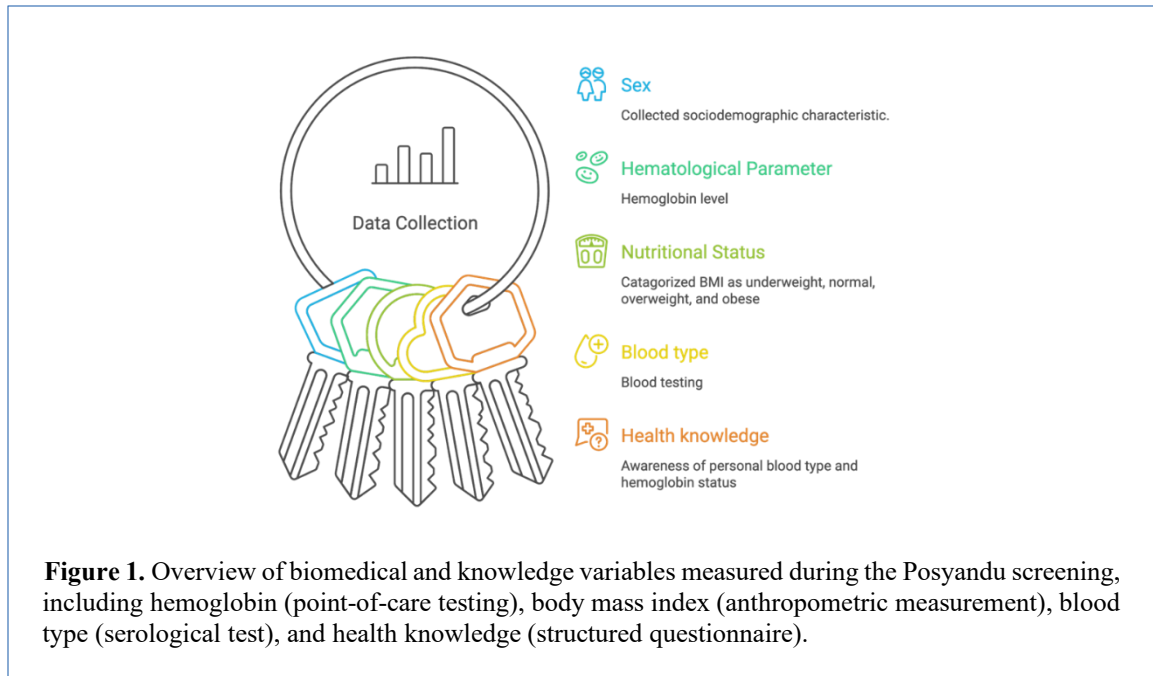 Data Collection
Sex
Collected sociodemographic characteristic.
Hematological Parameter
Hemoglobin level
Nutritional Status
Catagorized BMI as underweight, normal,
overweight, and obese
Blood type
Blood testing
Health knowledge
Awareness of personal blood type and
hemoglobin status
Figure 1. Overview of biomedical and knowledge variables measured during the Posyandu screening,
including hemoglobin (point-of-care testing), body mass index (anthropometric measurement), blood
type (serological test), and health knowledge (structured questionnaire).